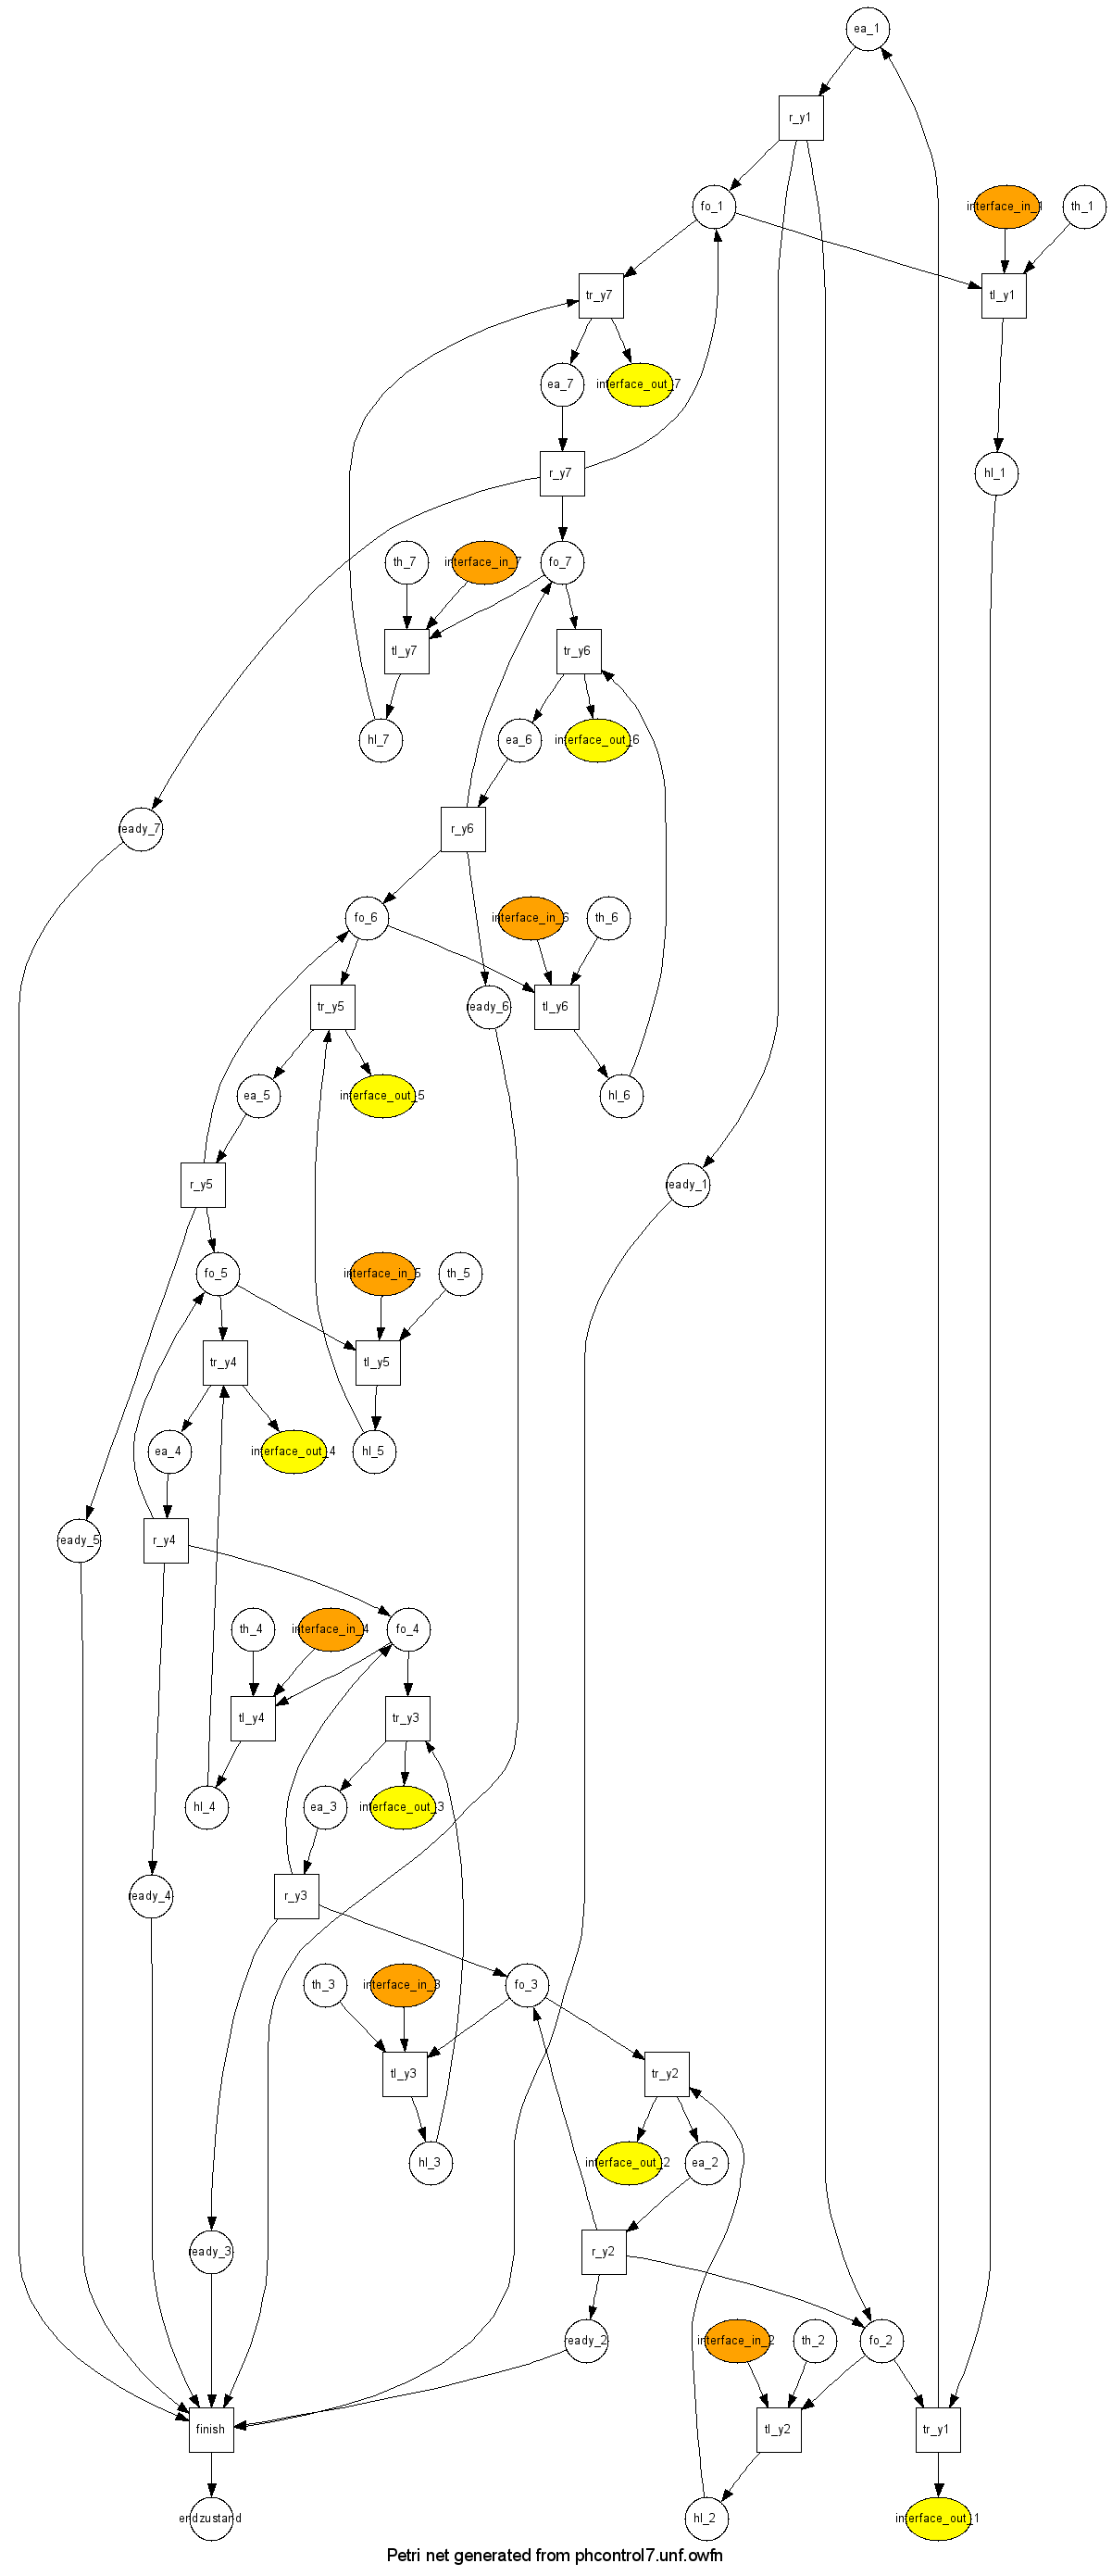 ea_1
r_y1
fo_1
interface_in_1
th_1
tr_y7
tl_y1
ea_7
interface_out_7
r_y7
hl_1
th_7
interface_in_7
fo_7
tl_y7
tr_y6
hl_7
ea_6
interface_out_6
ready_7
r_y6
fo_6
interface_in_6
th_6
tr_y5
ready_6
tl_y6
ea_5
interface_out_5
hl_6
r_y5
ready_1
fo_5
interface_in_5
th_5
tr_y4
tl_y5
ea_4
interface_out_4
hl_5
ready_5
r_y4
th_4
interface_in_4
fo_4
tl_y4
tr_y3
hl_4
ea_3
interface_out_3
ready_4
r_y3
th_3
interface_in_3
fo_3
tl_y3
tr_y2
hl_3
interface_out_2
ea_2
ready_3
r_y2
ready_2
interface_in_2
th_2
fo_2
finish
tl_y2
tr_y1
endzustand
hl_2
interface_out_1
Petri net generated from phcontrol7.unf.owfn